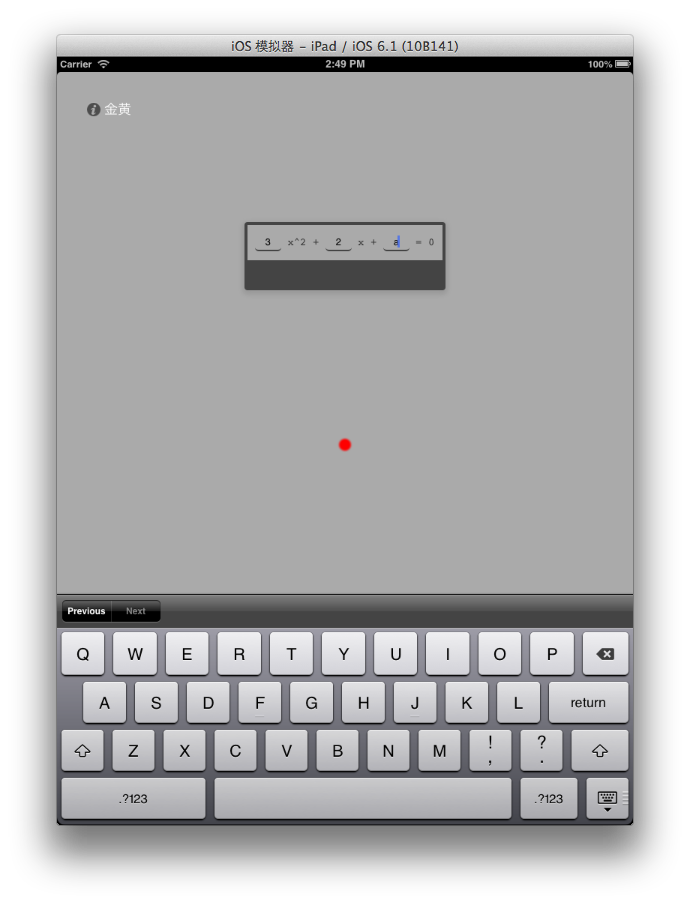 iOS 模拟器 – iPad / iOS 6.1 (10B141)
Carrier 2:49 PM 100%
i 金黄
3 x^2 + 2 x + a = 0
Previous Next
Q W E R T Y U I O P
A S D F G H J K L return
Z X C V B N M ! , ? .
.?123 .?123